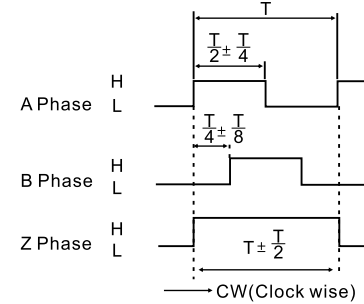 T
T/2 ± T/4
H
A Phase L
T/4 ± T/8
H
B Phase L
H
Z Phase L
T ± T/2
CW(Clock wise)